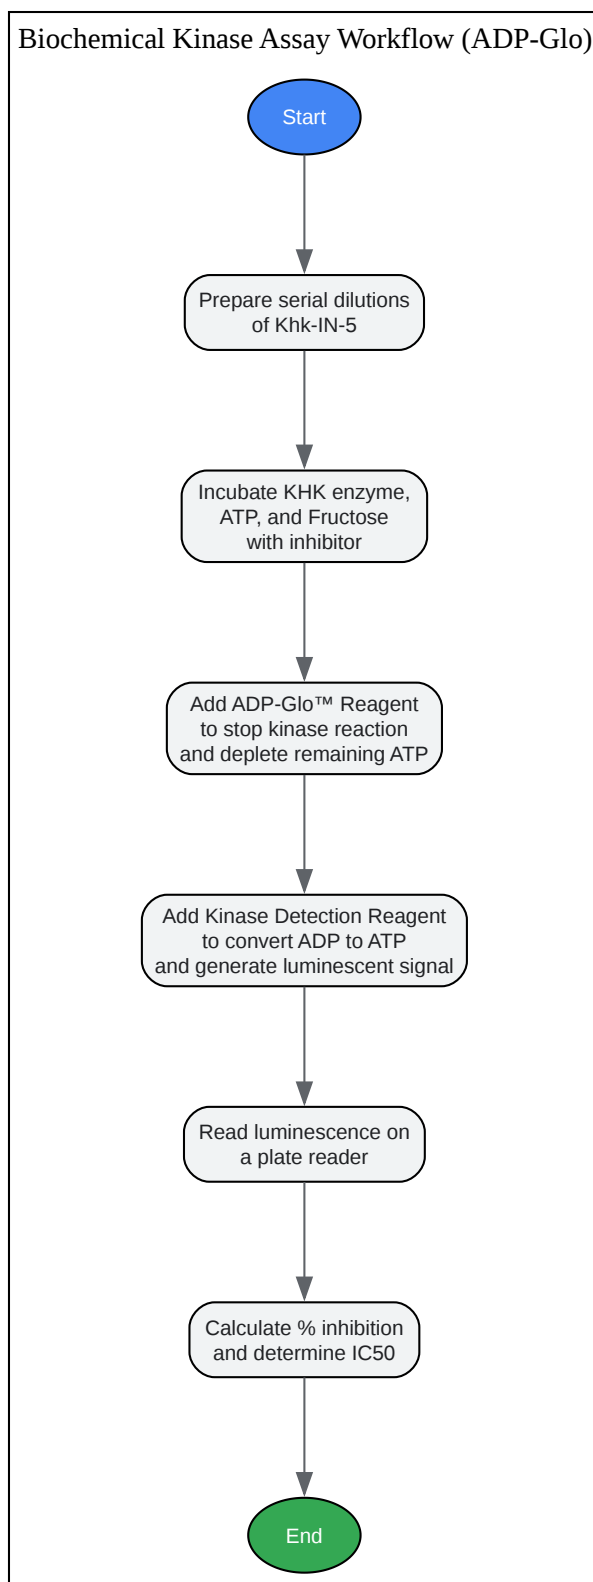 Biochemical Kinase Assay Workflow (ADP-Glo)
Start
Prepare serial dilutions
of Khk-IN-5
Incubate KHK enzyme,
ATP, and Fructose
with inhibitor
Add ADP-Glo™ Reagent
to stop kinase reaction
and deplete remaining ATP
Add Kinase Detection Reagent
to convert ADP to ATP
and generate luminescent signal
Read luminescence on
a plate reader
Calculate % inhibition
and determine IC50
End